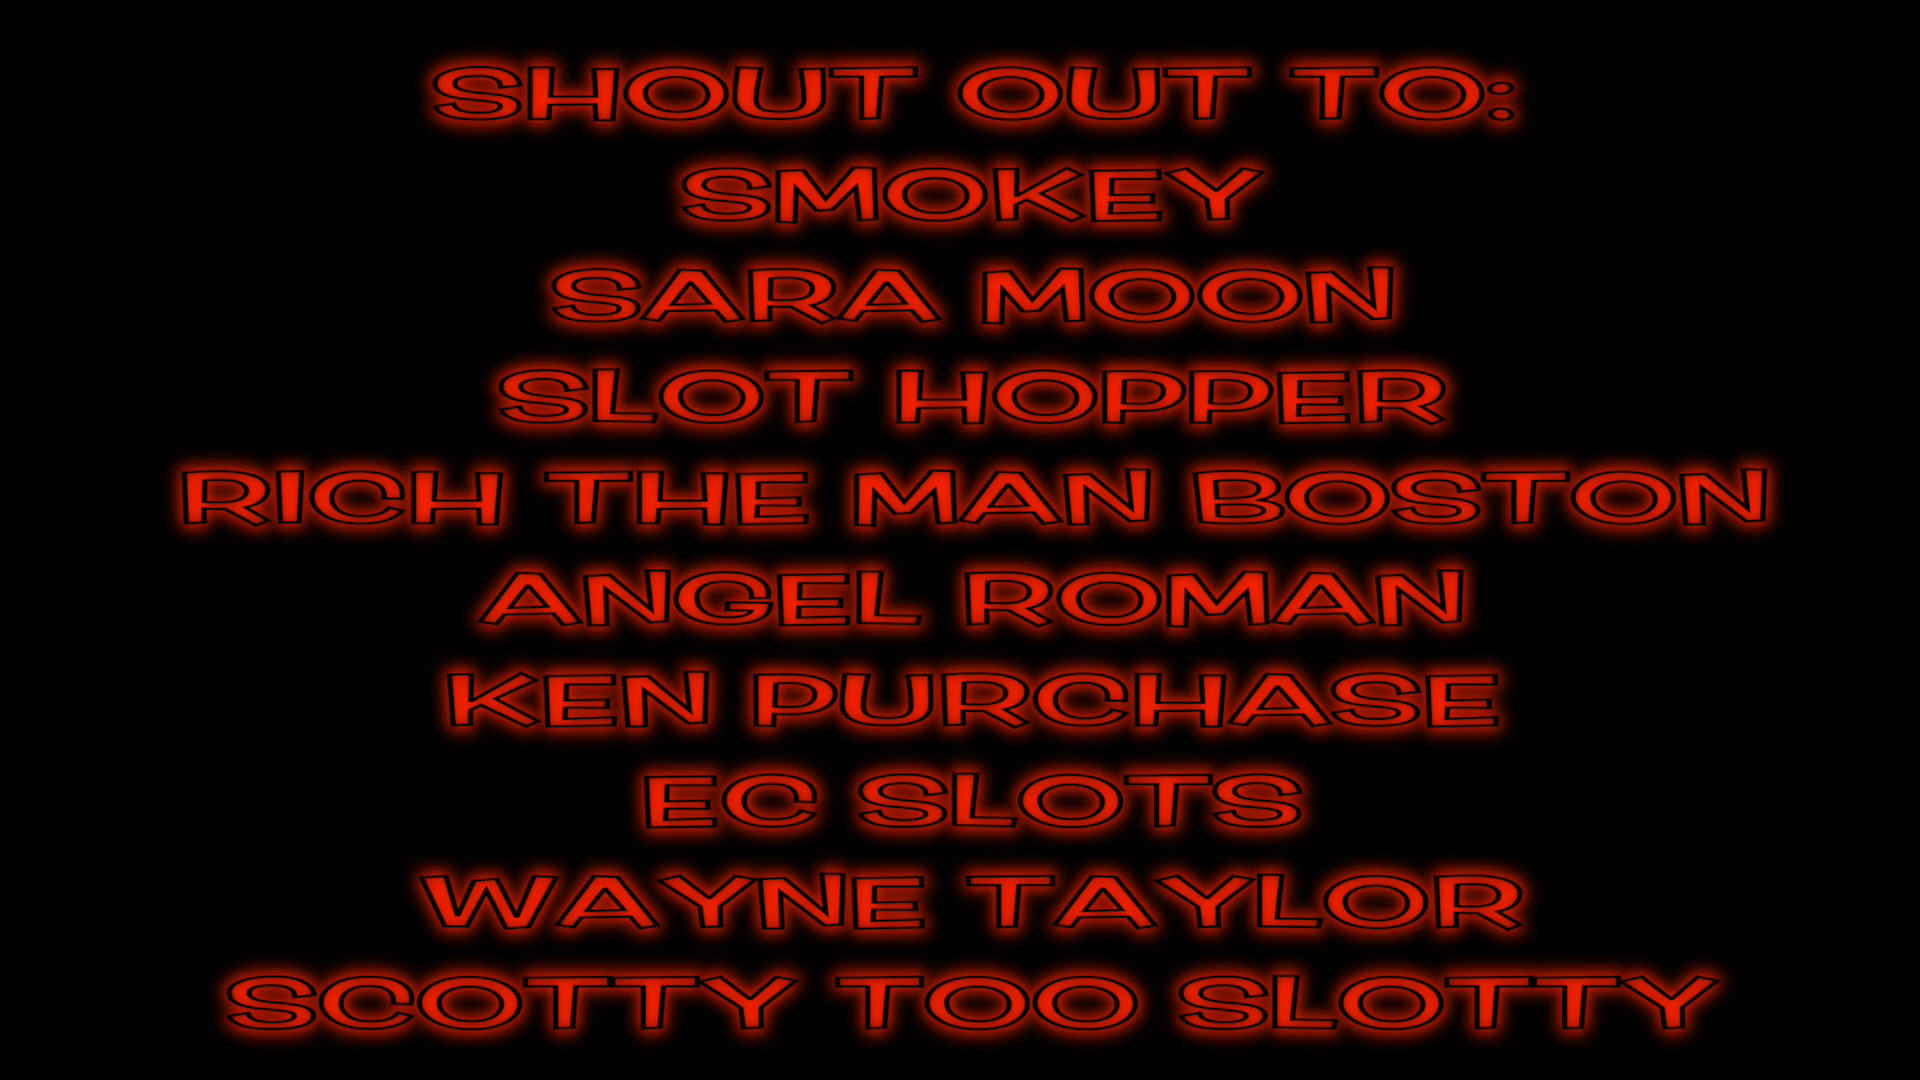 SHOUT OUT TO:
SMOKEY
SARA MOON
SLOT HOPPER
RICH THE MAN BOSTON
ANGEL ROMAN
KEN PURCHASE
EC SLOTS
WAYNE TAYLOR
SCOTTY TOO SLOTTY